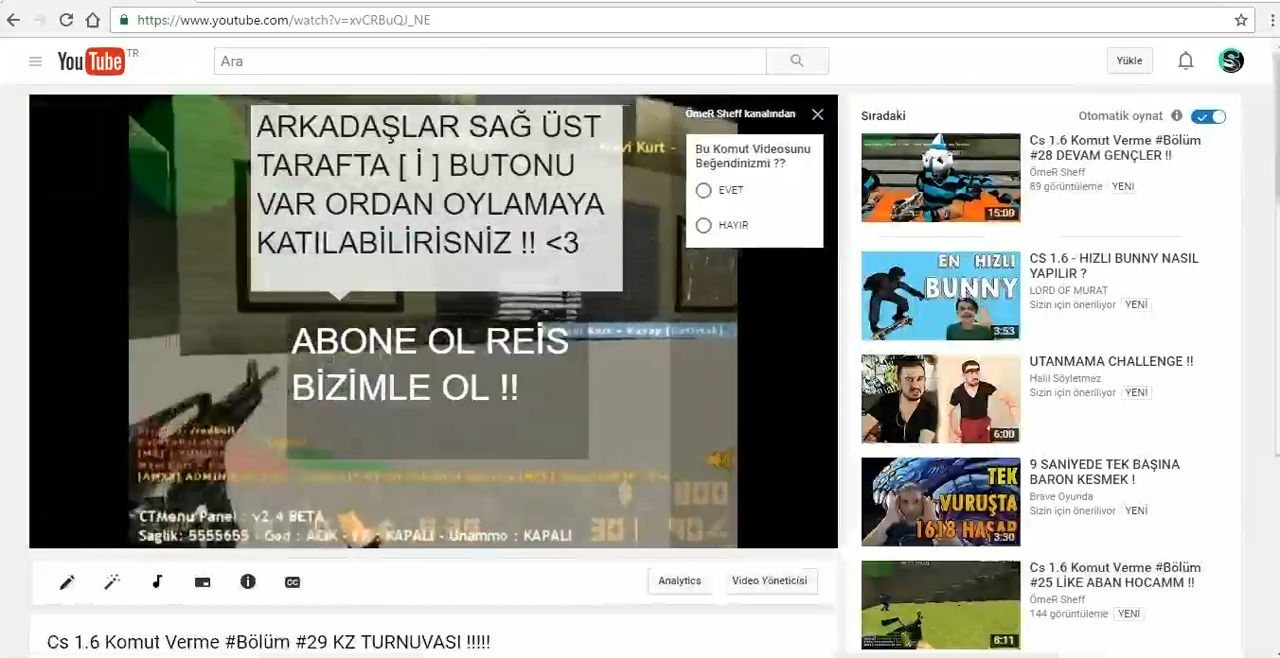 https://www.youtube.com/watch?v=xvCRBuQJ_NE
YouTube TR
Ara
Yükle
ARKADAŞLAR SAĞ ÜST
TARAFTA [ İ ] BUTONU
VAR ORDAN OYLAMAYA
KATILABİLİRİSNİZ !! <3
ABONE OL REİS
BİZİMLE OL !!
ÖmeR Sheff kanalından
Kurt -
Bu Komut Videosunu
Beğendinizmi ??
EVET
HAYIR
CTMenu Panel : v2.4 BETA
Saglik: 5555655 - God : ACIK - : KAPALI - Unammo : KAPALI
Analytics
Video Yöneticisi
CC
Cs 1.6 Komut Verme #Bölüm #29 KZ TURNUVASI !!!!!
Sıradaki
Otomatik oynat
15:00
Cs 1.6 Komut Verme #Bölüm
#28 DEVAM GENÇLER !!
ÖmeR Sheff
89 görüntüleme YENİ
EN HIZLI
BUNNY
3:53
CS 1.6 - HIZLI BUNNY NASIL
YAPILIR ?
LORD OF MURAT
Sizin için öneriliyor YENİ
6:00
UTANMAMA CHALLENGE !!
Halil Söyletmez
Sizin için öneriliyor YENİ
TEK
VURUŞTA
1618 HASAR
3:30
9 SANİYEDE TEK BAŞINA
BARON KESMEK !
Brave Oyunda
Sizin için öneriliyor YENİ
8:11
Cs 1.6 Komut Verme #Bölüm
#25 LİKE ABAN HOCAMM !!
ÖmeR Sheff
144 görüntüleme YENİ